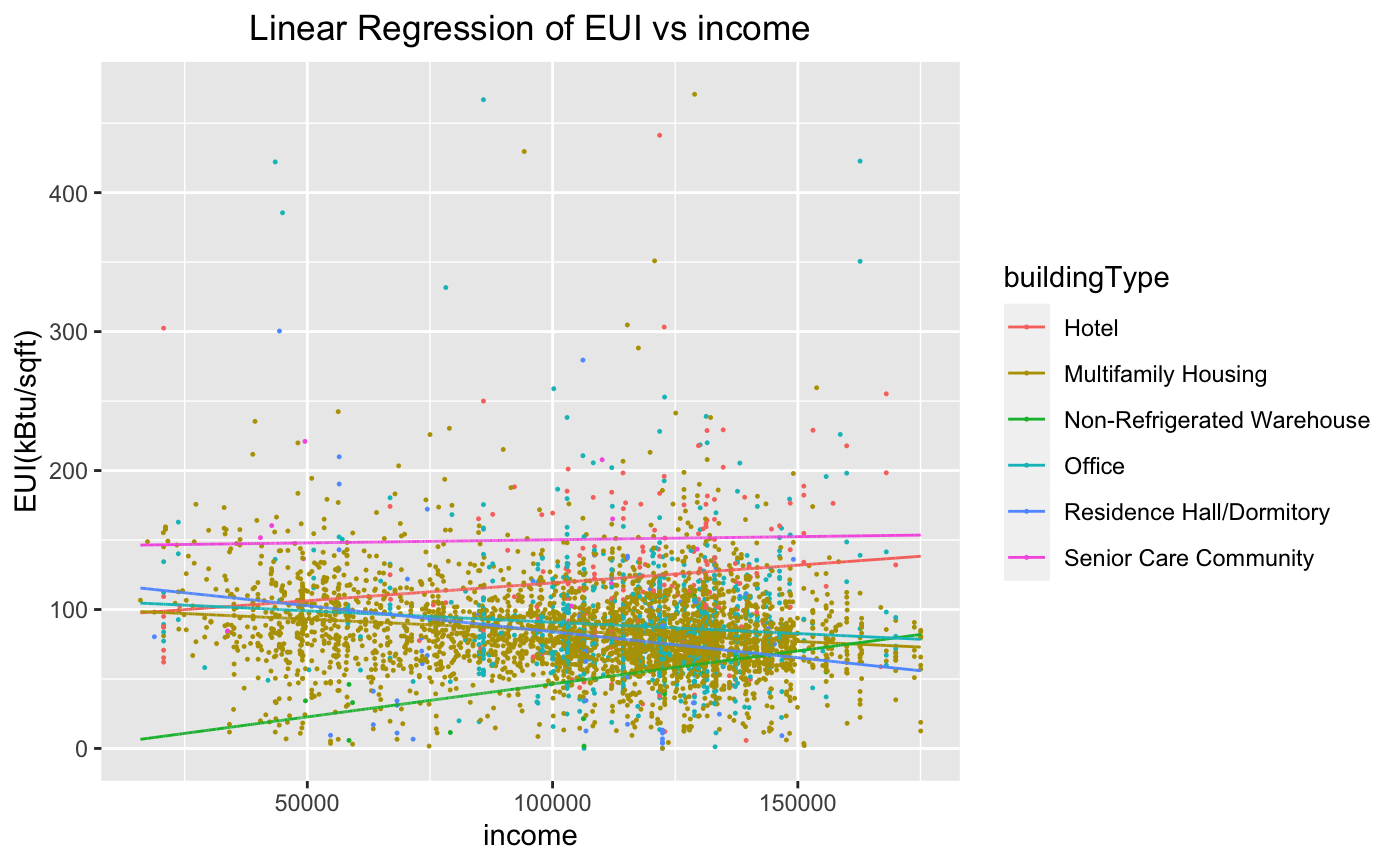 Linear Regression of EUI vs income
EUI(kBtu/sqft)
400
300
200
100
0
50000
100000
150000
income
buildingType
Hotel
Multifamily Housing
Non-Refrigerated Warehouse
Office
Residence Hall/Dormitory
Senior Care Community